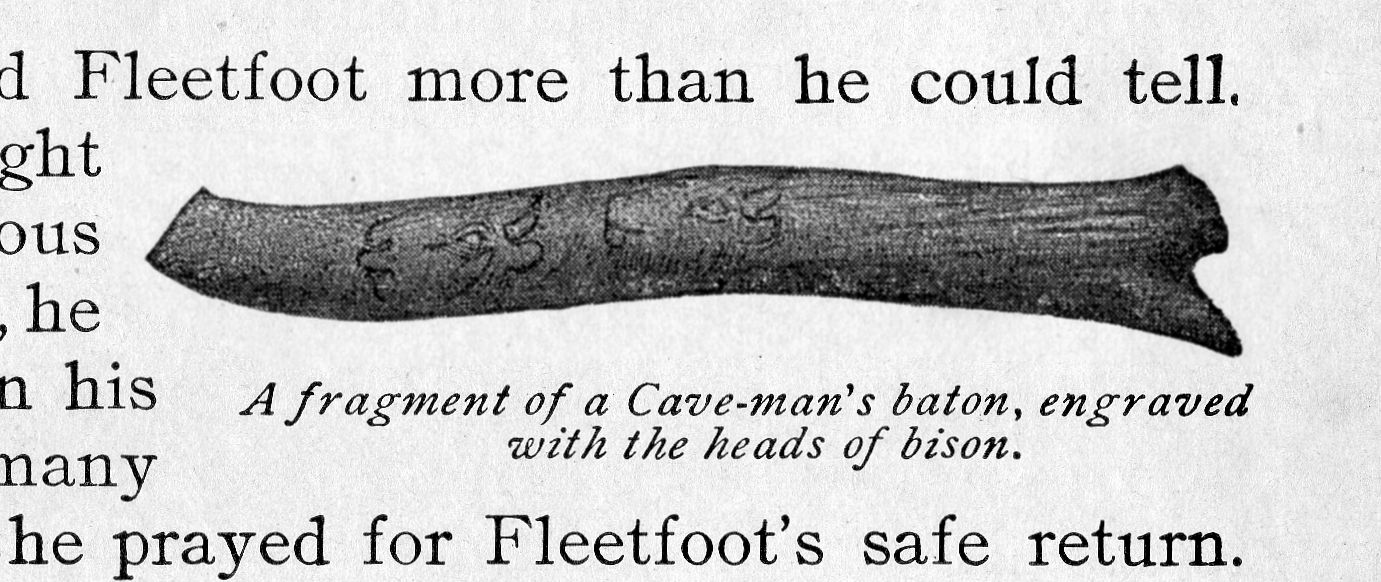 d Fleetfoot more than he could tell.
ght
ous
, he
n his
many
A fragment of a Cave-man's baton, engraved
with the heads of bison.
he prayed for Fleetfoot's safe return.